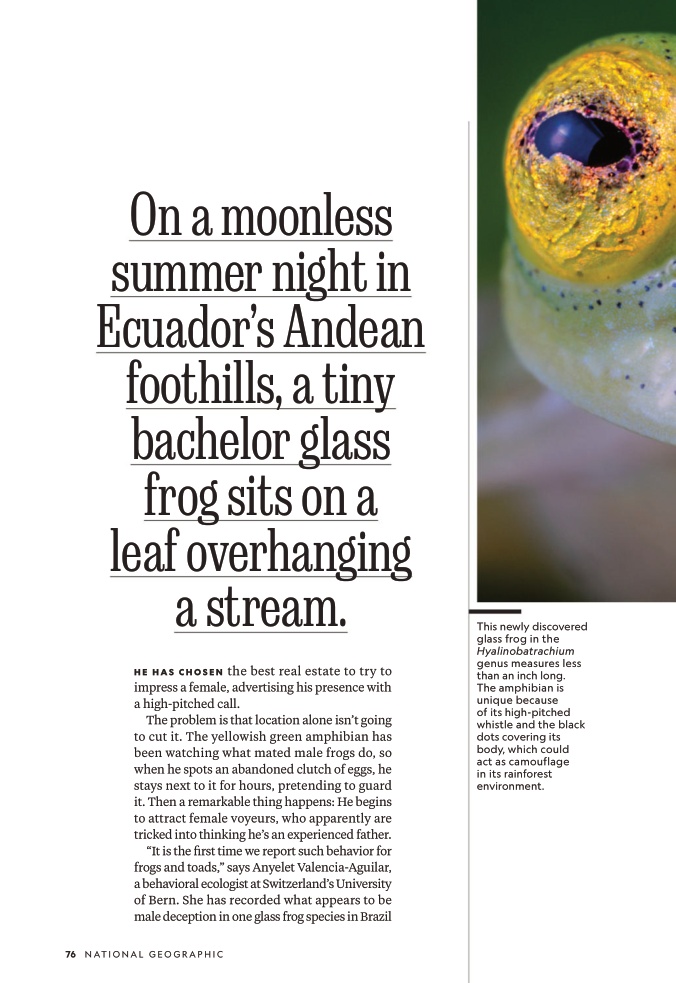 On a moonless
summer night in
Ecuador’s Andean
foothills, a tiny
bachelor glass
frog sits on a
leaf overhanging
a stream.
HE HAS CHOSEN the best real estate to try to
impress a female, advertising his presence with
a high-pitched call.
The problem is that location alone isn’t going
to cut it. The yellowish green amphibian has
been watching what mated male frogs do, so
when he spots an abandoned clutch of eggs, he
stays next to it for hours, pretending to guard
it. Then a remarkable thing happens: He begins
to attract female voyeurs, who apparently are
tricked into thinking he’s an experienced father.
“It is the first time we report such behavior for
frogs and toads,” says Anyelet Valencia-Aguilar,
a behavioral ecologist at Switzerland’s University
of Bern. She has recorded what appears to be
male deception in one glass frog species in Brazil
This newly discovered
glass frog in the
Hyalinobatrachium
genus measures less
than an inch long.
The amphibian is
unique because
of its high-pitched
whistle and the black
dots covering its
body, which could
act as camouflage
in its rainforest
environment.
76 NATIONAL GEOGRAPHIC